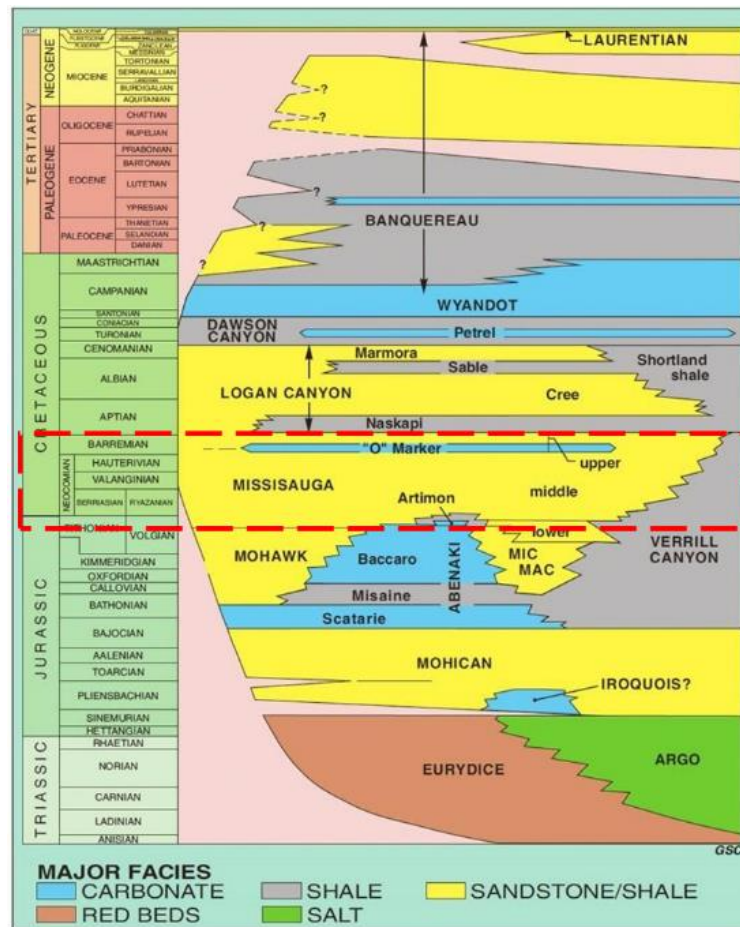 TERTIARY
NEOGENE
PALEOGENE
MIOCENE
OLIGOCENE
EOCENE
PALEOCENE
TORTONIAN
SERRAVALLIAN
BURDIGALIAN
AQUITANIAN
CHATTIAN
RUPELIAN
PRIABONIAN
BARTONIAN
LUTETIAN
YPRESIAN
THANETIAN
SELANDIAN
DANIAN
CRETACEOUS
NEOCOMIAN
MAASTRICHTIAN
CAMPANIAN
SANTONIAN
CONIACIAN
TURONIAN
CENOMANIAN
ALBIAN
APTIAN
BARREMIAN
HAUTERIVIAN
VALANGINIAN
BERRIASIAN RYAZANIAN
JURASSIC
TITHONIAN VOLGIAN
KIMMERIDGIAN
OXFORDIAN
CALLOVIAN
BATHONIAN
BAJOCIAN
AALENIAN
TOARCIAN
PLIENSBACHIAN
SINEMURIAN
HETTANGIAN
TRIASSIC
RHAETIAN
NORIAN
CARNIAN
LADINIAN
ANISIAN
LAURENTIAN
?
?
?
?
?
BANQUEREAU
WYANDOT
DAWSON
CANYON
Petrel
Marmora
Sable
Shortland
shale
LOGAN CANYON
Cree
Naskapi
"O" Marker
upper
MISSISAUGA
middle
Artimon
lower
VERRILL
CANYON
MOHAWK
Baccaro
ABENAKI
MIC
MAC
Misaine
Scatarie
MOHICAN
IROQUOIS?
EURYDICE
ARGO
GSC
MAJOR FACIES
CARBONATE SHALE SANDSTONE/SHALE
RED BEDS SALT